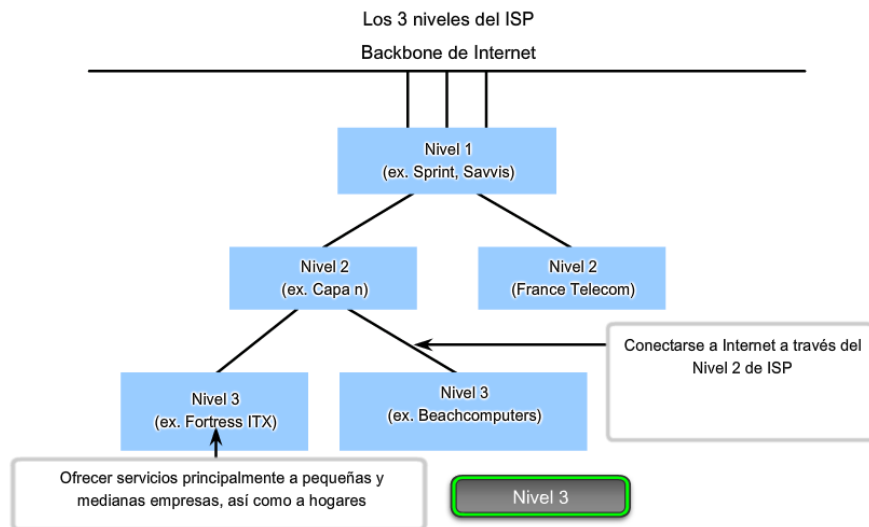 Los 3 niveles del ISP
Backbone de Internet
Nivel 1
(ex. Sprint, Savvis)
Nivel 2
(ex. Capa n)
Nivel 2
(France Telecom)
Conectarse a Internet a través del
Nivel 2 de ISP
Nivel 3
(ex. Fortress ITX)
Nivel 3
(ex. Beachcomputers)
Ofrecer servicios principalmente a pequeñas y
medianas empresas, así como a hogares
Nivel 3